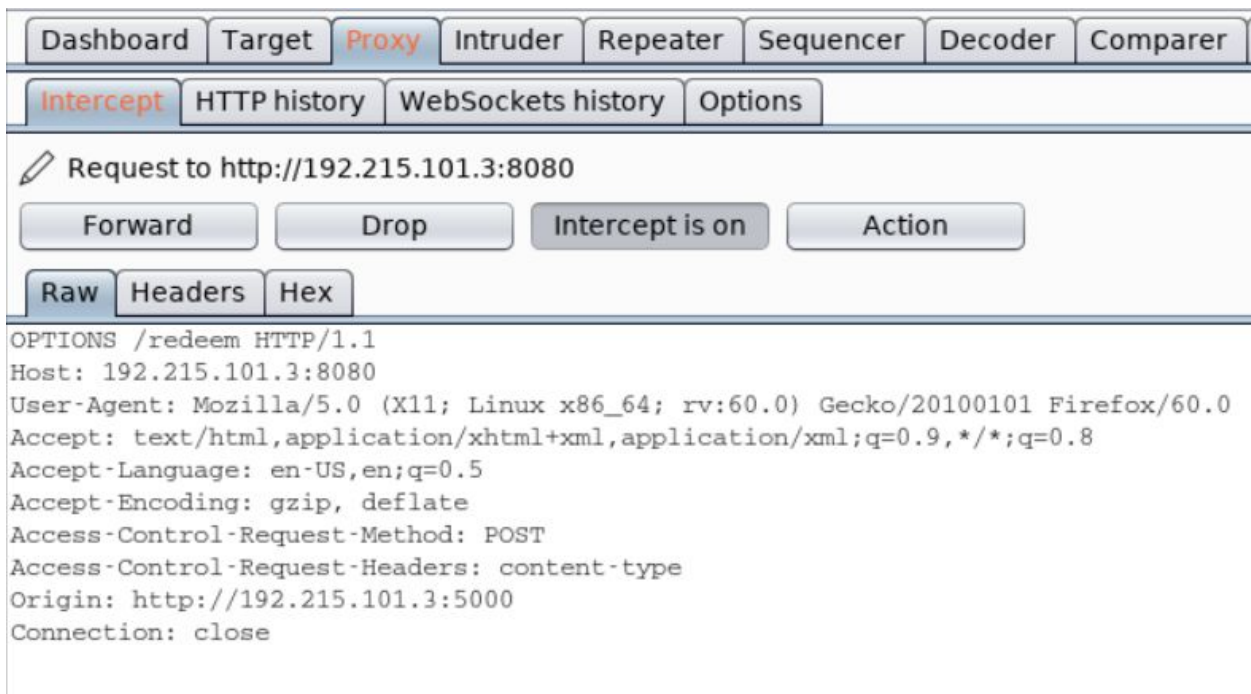 Dashboard Target Proxy Intruder Repeater Sequencer Decoder Comparer
Intercept HTTP history WebSockets history Options
Request to http://192.215.101.3:8080
Forward Drop Intercept is on Action
Raw Headers Hex
OPTIONS /redeem HTTP/1.1
Host: 192.215.101.3:8080
User-Agent: Mozilla/5.0 (X11; Linux x86_64; rv:60.0) Gecko/20100101 Firefox/60.0
Accept: text/html,application/xhtml+xml,application/xml;q=0.9,*/*;q=0.8
Accept-Language: en-US,en;q=0.5
Accept-Encoding: gzip, deflate
Access-Control-Request-Method: POST
Access-Control-Request-Headers: content-type
Origin: http://192.215.101.3:5000
Connection: close